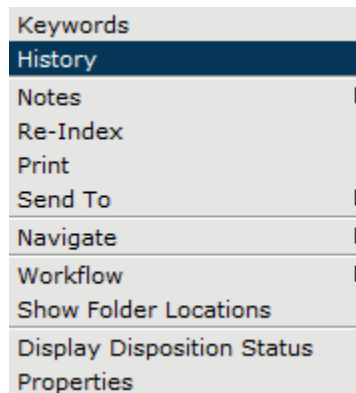 Keywords
History
Notes
Re-Index
Print
Send To
Navigate
Workflow
Show Folder Locations
Display Disposition Status
Properties